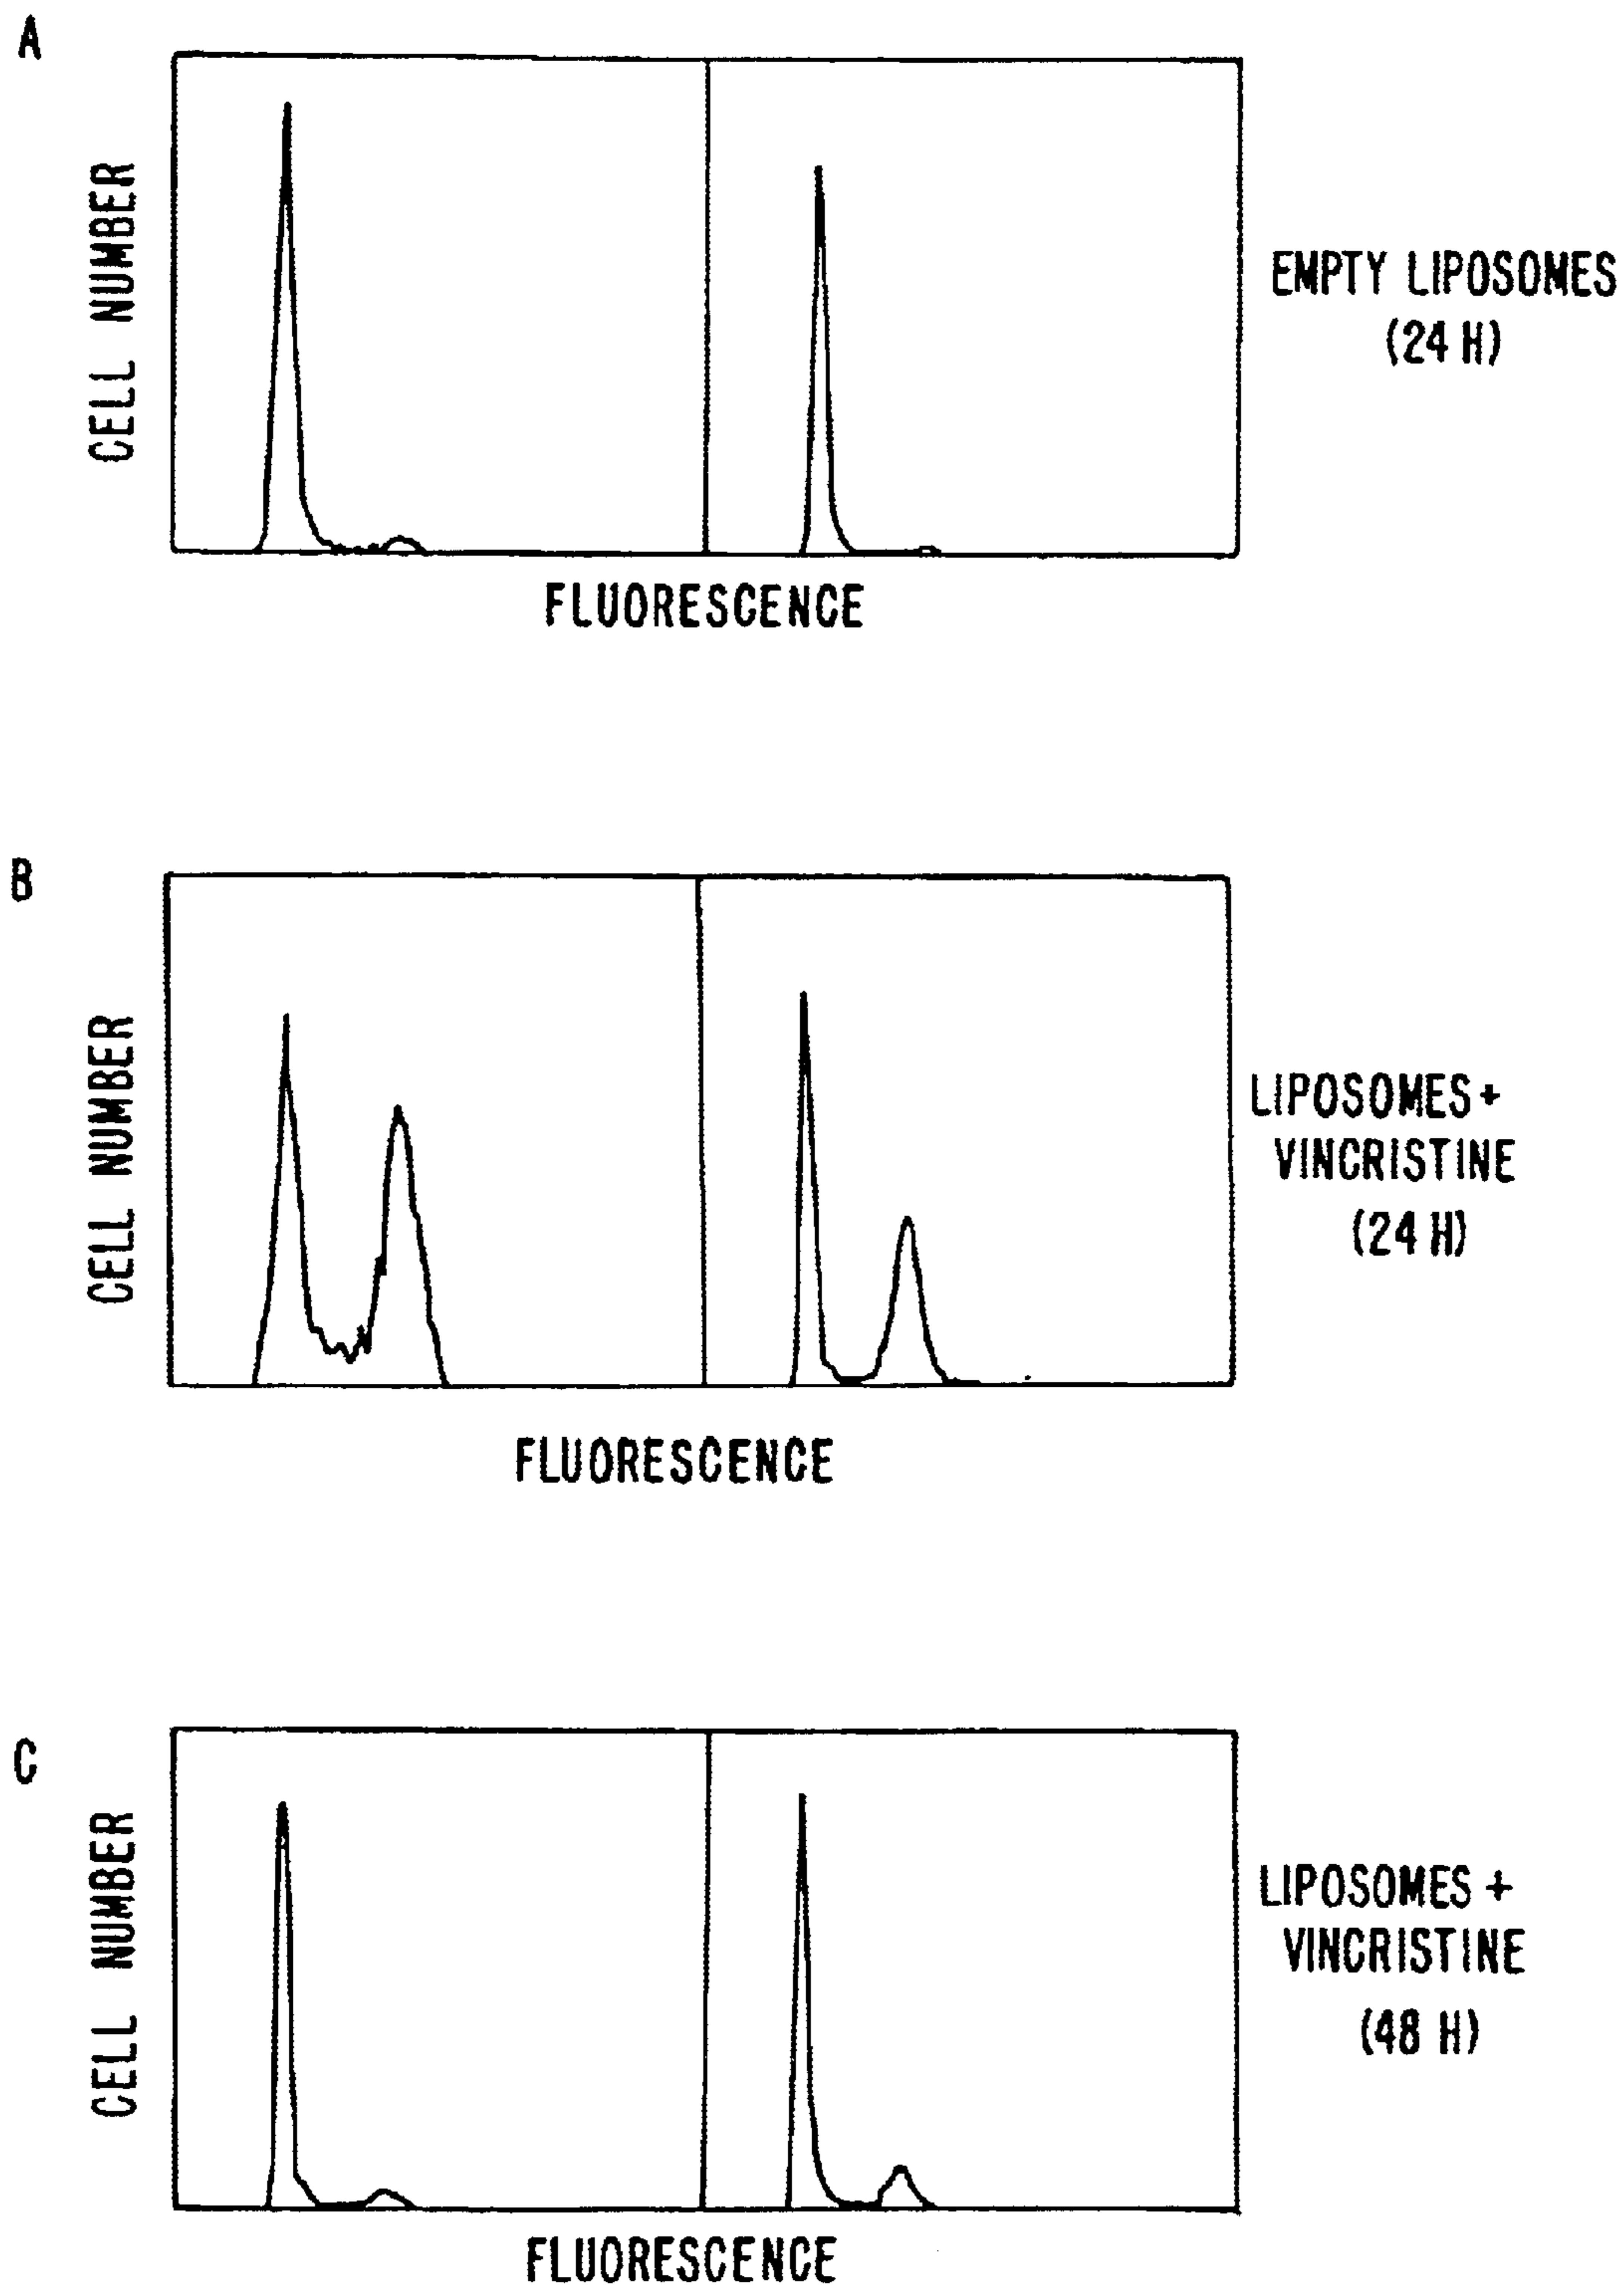 A
CELL NUMBER
EMPTY LIPOSOMES
(24 H)
FLUORESCENCE
B
CELL NUMBER
LIPOSOMES+
VINCRISTINE
(24 H)
FLUORESCENCE
C
CELL NUMBER
LIPOSOMES +
VINCRISTINE
(48 H)
FLUORESCENCE